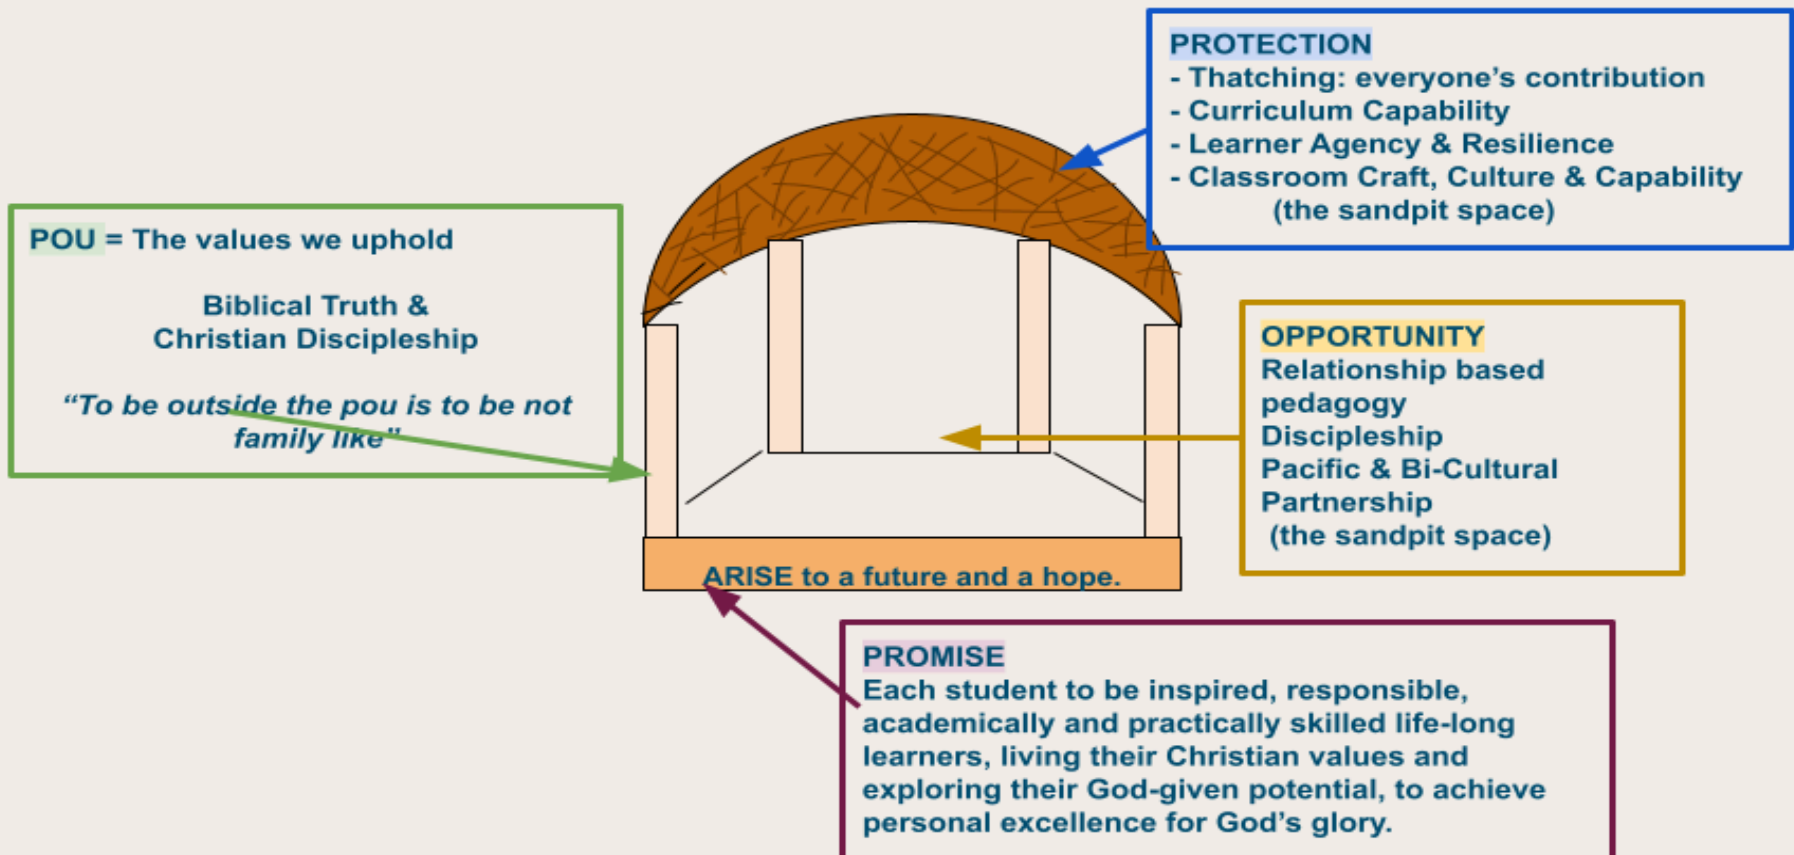 PROTECTION
- Thatching: everyone’s contribution
- Curriculum Capability
- Learner Agency & Resilience
- Classroom Craft, Culture & Capability
(the sandpit space)
POU = The values we uphold
Biblical Truth &
Christian Discipleship
“To be outside the pou is to be not
family like”
OPPORTUNITY
Relationship based
pedagogy
Discipleship
Pacific & Bi-Cultural
Partnership
(the sandpit space)
ARISE to a future and a hope.
PROMISE
Each student to be inspired, responsible,
academically and practically skilled life-long
learners, living their Christian values and
exploring their God-given potential, to achieve
personal excellence for God’s glory.